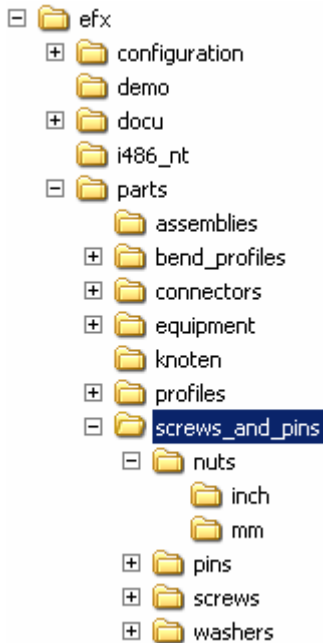 efx
configuration
demo
docu
i486_nt
parts
assemblies
bend_profiles
connectors
equipment
knoten
profiles
screws_and_pins
nuts
inch
mm
pins
screws
washers